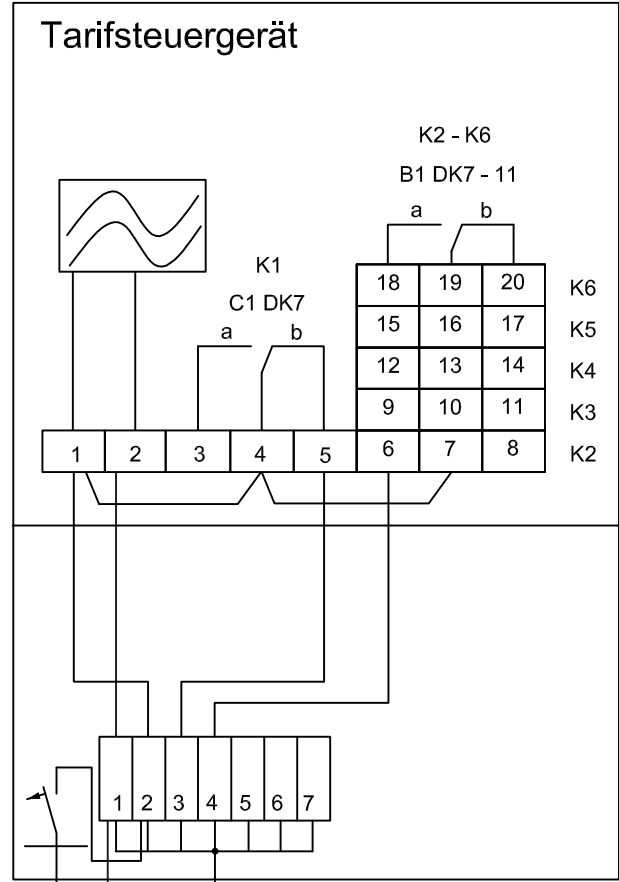 Tarifsteuergerät
K2 - K6
B1 DK7 - 11
a b
K1
C1 DK7
a b
18 19 20 K6
15 16 17 K5
12 13 14 K4
9 10 11 K3
1 2 3 4 5 6 7 8 K2
1 2 3 4 5 6 7